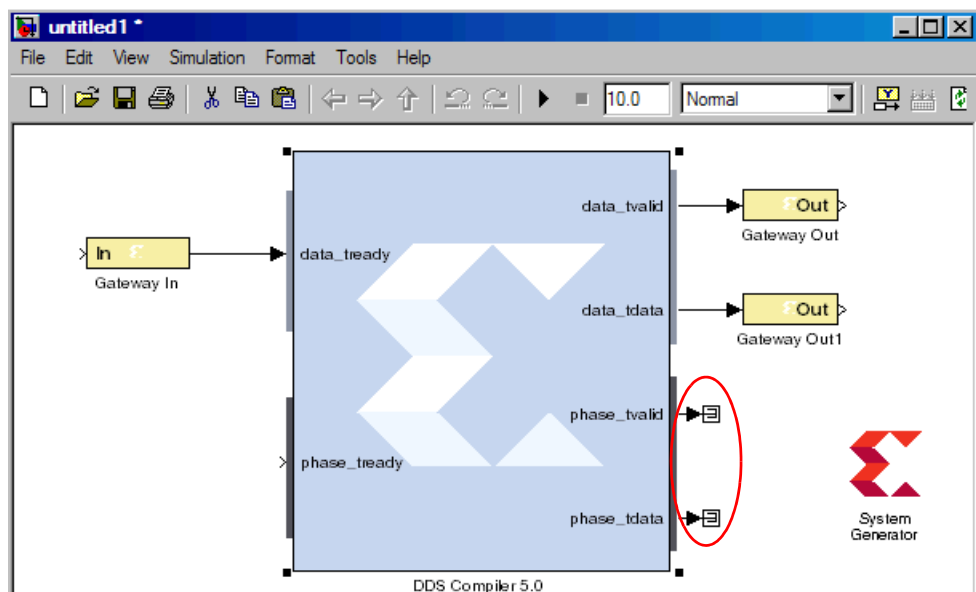 untitled1 *
File Edit View Simulation Format Tools Help
10.0 Normal
data_tvalid
Out
Gateway Out
In
data_tready
Gateway In
data_tdata
Out
Gateway Out1
phase_tvalid
phase_tready
phase_tdata
System
Generator
DDS Compiler 5.0